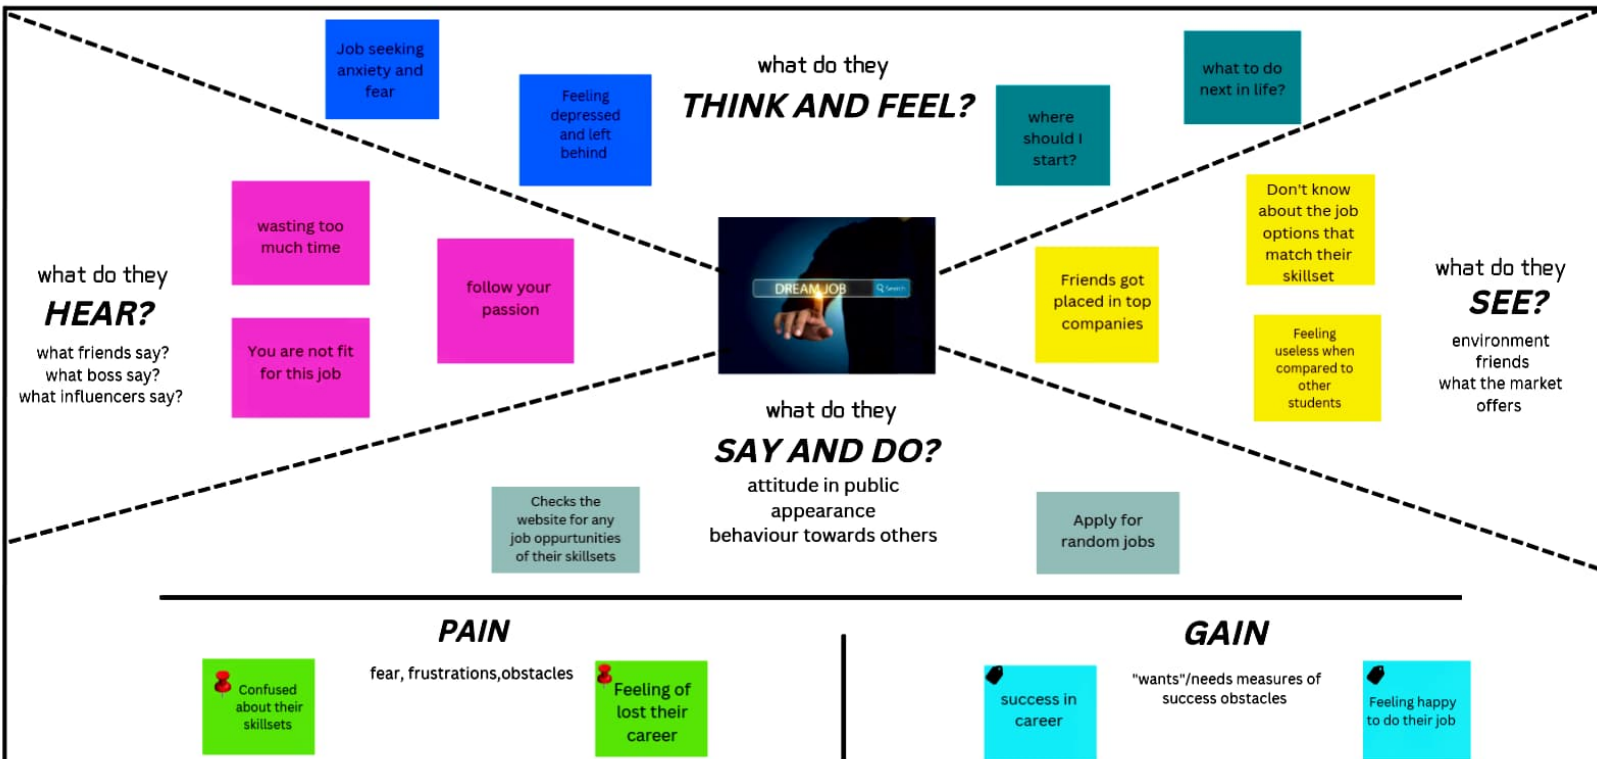 Job seeking
anxiety and
fear
Feeling
depressed
and left
behind
what do they
THINK AND FEEL?
where
should I
start?
what to do
next in life?
what do they
HEAR?
what friends say?
what boss say?
what influencers say?
wasting too
much time
You are not fit
for this job
follow your
passion
DREAM JOB
Search
Friends got
placed in top
companies
Don't know
about the job
options that
match their
skillset
Feeling
useless when
compared to
other
students
what do they
SEE?
environment
friends
what the market
offers
what do they
SAY AND DO?
attitude in public
appearance
behaviour towards others
Checks the
website for any
job oppurtunities
of their skillsets
Apply for
random jobs
PAIN
fear, frustrations,obstacles
Confused
about their
skillsets
Feeling of
lost their
career
GAIN
"wants"/needs measures of
success obstacles
success in
career
Feeling happy
to do their job